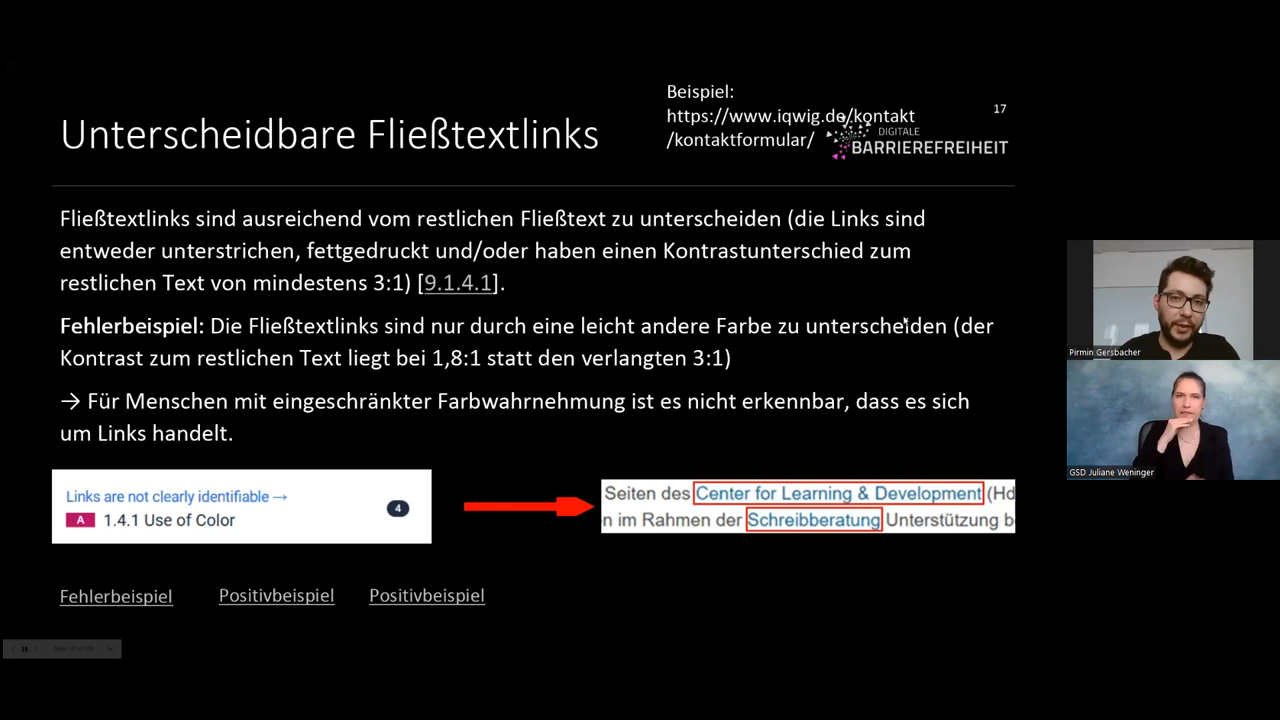 Beispiel:
https://www.iqwig.de/kontakt
/kontaktformular/
17
DIGITALE
BARRIEREFREIHEIT
Unterscheidbare Fließtextlinks
Fließtextlinks sind ausreichend vom restlichen Fließtext zu unterscheiden (die Links sind
entweder unterstrichen, fettgedruckt und/oder haben einen Kontrastunterschied zum
restlichen Text von mindestens 3:1) [9.1.4.1].
Fehlerbeispiel: Die Fließtextlinks sind nur durch eine leicht andere Farbe zu unterscheiden (der
Kontrast zum restlichen Text liegt bei 1,8:1 statt den verlangten 3:1)
→ Für Menschen mit eingeschränkter Farbwahrnehmung ist es nicht erkennbar, dass es sich
um Links handelt.
Links are not clearly identifiable →
A 1.4.1 Use of Color
4
Seiten des Center for Learning & Development (Hd
n im Rahmen der Schreibberatung Unterstützung be
Fehlerbeispiel Positivbeispiel Positivbeispiel
Pirmin Gersbacher
GSD Juliane Weninger